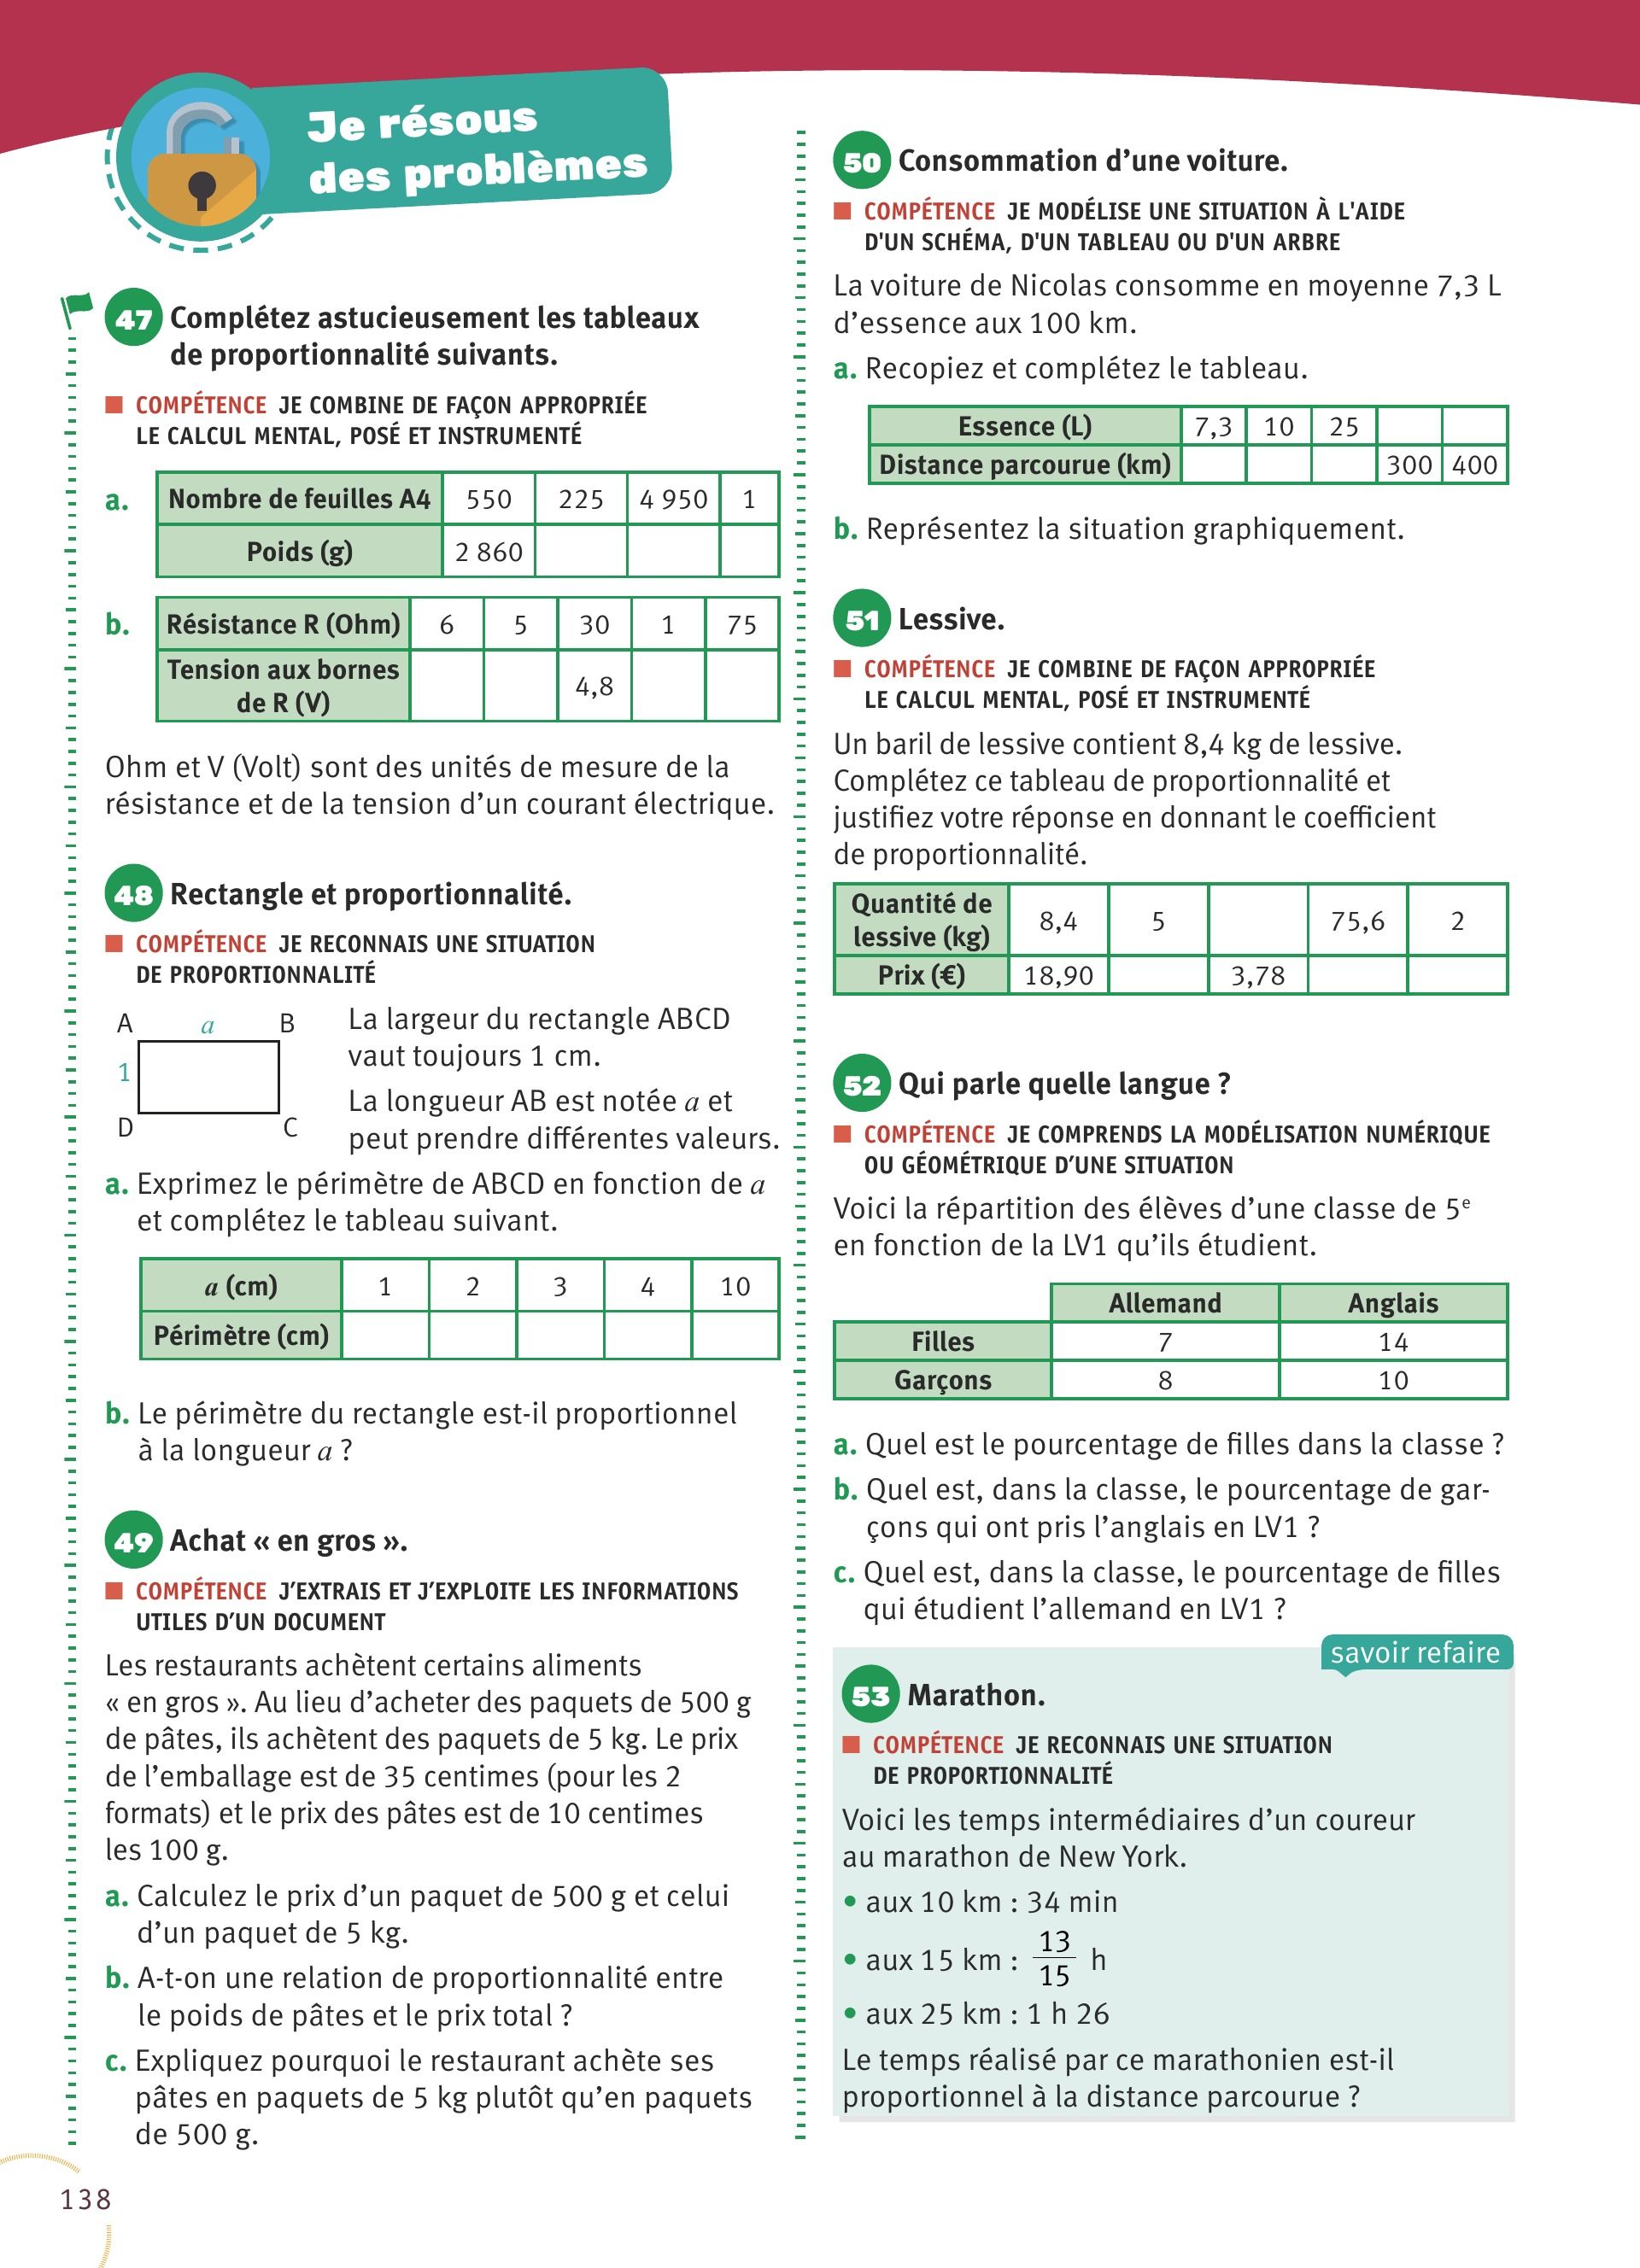 Je résous
des problèmes
47 Complétez astucieusement les tableaux
de proportionnalité suivants.
COMPÉTENCE JE COMBINE DE FAÇON APPROPRIÉE
LE CALCUL MENTAL, POSÉ ET INSTRUMENTÉ
a. Nombre de feuilles A4 550 225 4 950 1
Poids (g) 2 860
b. Résistance R (Ohm) 6 5 30 1 75
Tension aux bornes
de R (V) 4,8
Ohm et V (Volt) sont des unités de mesure de la
résistance et de la tension d’un courant électrique.
48 Rectangle et proportionnalité.
COMPÉTENCE JE RECONNAIS UNE SITUATION
DE PROPORTIONNALITÉ
A a B
1
D C
La largeur du rectangle ABCD
vaut toujours 1 cm.
La longueur AB est notée a et
peut prendre différentes valeurs.
a. Exprimez le périmètre de ABCD en fonction de a
et complétez le tableau suivant.
a (cm) 1 2 3 4 10
Périmètre (cm)
b. Le périmètre du rectangle est-il proportionnel
à la longueur a ?
49 Achat « en gros ».
COMPÉTENCE J’EXTRAIS ET J’EXPLOITE LES INFORMATIONS
UTILES D’UN DOCUMENT
Les restaurants achètent certains aliments
« en gros ». Au lieu d’acheter des paquets de 500 g
de pâtes, ils achètent des paquets de 5 kg. Le prix
de l’emballage est de 35 centimes (pour les 2
formats) et le prix des pâtes est de 10 centimes
les 100 g.
a. Calculez le prix d’un paquet de 500 g et celui
d’un paquet de 5 kg.
b. A-t-on une relation de proportionnalité entre
le poids de pâtes et le prix total ?
c. Expliquez pourquoi le restaurant achète ses
pâtes en paquets de 5 kg plutôt qu’en paquets
de 500 g.
138
50 Consommation d’une voiture.
COMPÉTENCE JE MODÉLISE UNE SITUATION À L'AIDE
D'UN SCHÉMA, D'UN TABLEAU OU D'UN ARBRE
La voiture de Nicolas consomme en moyenne 7,3 L
d’essence aux 100 km.
a. Recopiez et complétez le tableau.
Essence (L) 7,3 10 25
Distance parcourue (km) 300 400
b. Représentez la situation graphiquement.
51 Lessive.
COMPÉTENCE JE COMBINE DE FAÇON APPROPRIÉE
LE CALCUL MENTAL, POSÉ ET INSTRUMENTÉ
Un baril de lessive contient 8,4 kg de lessive.
Complétez ce tableau de proportionnalité et
justifiez votre réponse en donnant le coefficient
de proportionnalité.
Quantité de
lessive (kg) 8,4 5 75,6 2
Prix (€) 18,90 3,78
52 Qui parle quelle langue ?
COMPÉTENCE JE COMPRENDS LA MODÉLISATION NUMÉRIQUE
OU GÉOMÉTRIQUE D’UNE SITUATION
Voici la répartition des élèves d’une classe de 5e
en fonction de la LV1 qu’ils étudient.
Allemand Anglais
Filles 7 14
Garçons 8 10
a. Quel est le pourcentage de filles dans la classe ?
b. Quel est, dans la classe, le pourcentage de gar-
çons qui ont pris l’anglais en LV1 ?
c. Quel est, dans la classe, le pourcentage de filles
qui étudient l’allemand en LV1 ?
savoir refaire
53 Marathon.
COMPÉTENCE JE RECONNAIS UNE SITUATION
DE PROPORTIONNALITÉ
Voici les temps intermédiaires d’un coureur
au marathon de New York.
• aux 10 km : 34 min
• aux 15 km : 13/15 h
• aux 25 km : 1 h 26
Le temps réalisé par ce marathonien est-il
proportionnel à la distance parcourue ?